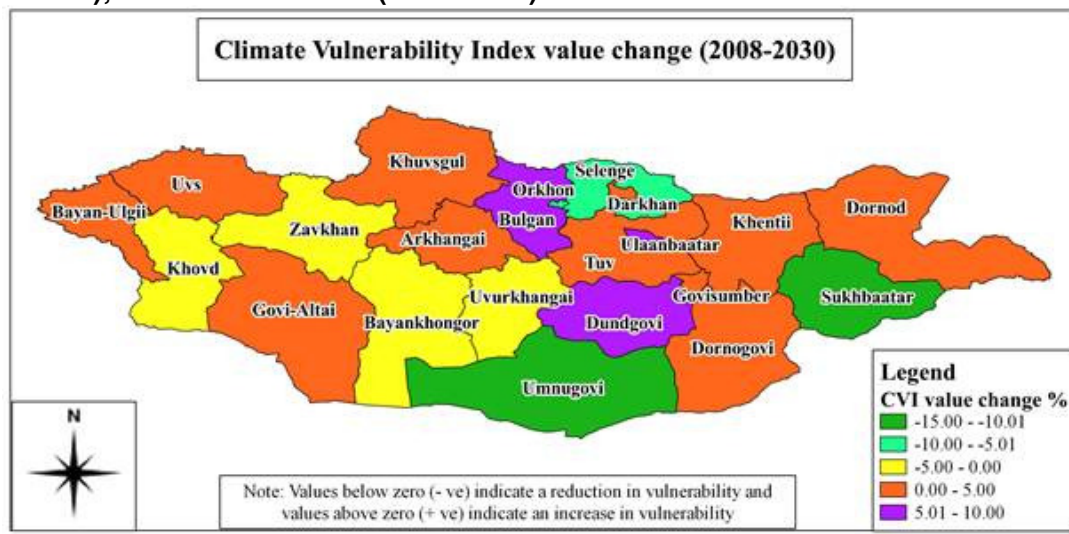 Climate Vulnerability Index value change (2008-2030)
Khuvsgul
Selenge
Uvs
Orkhon
Bayan-Ulgii
Darkhan
Dornod
Bulgan
Khentii
Zavkhan
Arkhangai
Ulaanbaatar
Khovd
Tuv
Uvurkhangai
Govisumber
Sukhbaatar
Govi-Altai
Bayankhongor
Dundgovi
Dornogovi
Umnugovi
Legend
CVI value change %
-15.00 - -10.01
-10.00 - -5.01
-5.00 - 0.00
0.00 - 5.00
5.01 - 10.00
N
Note: Values below zero (- ve) indicate a reduction in vulnerability and
values above zero (+ ve) indicate an increase in vulnerability